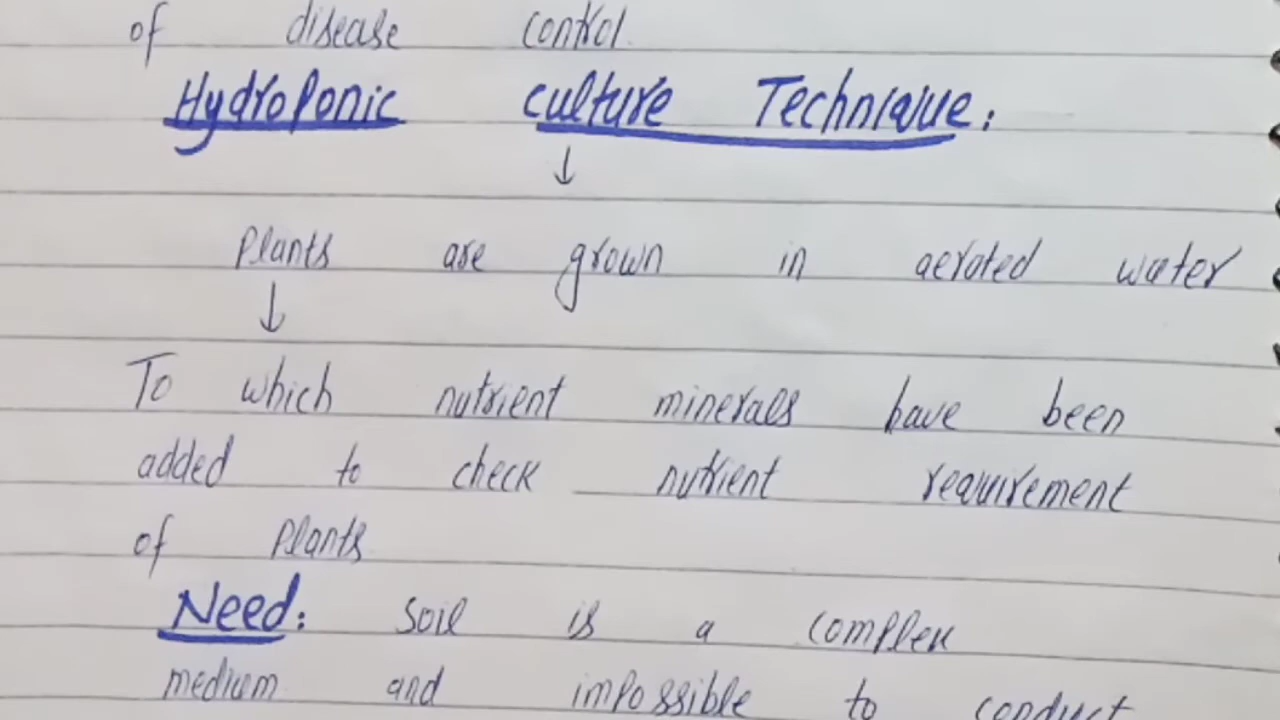 of disease control.
Hydroponic culture Technique:
↓
Plants are grown in aerated water
↓
To which nutrient minerals have been
added to check nutrient requirement
of plants
Need: Soil is a complex
medium and impossible to conduct